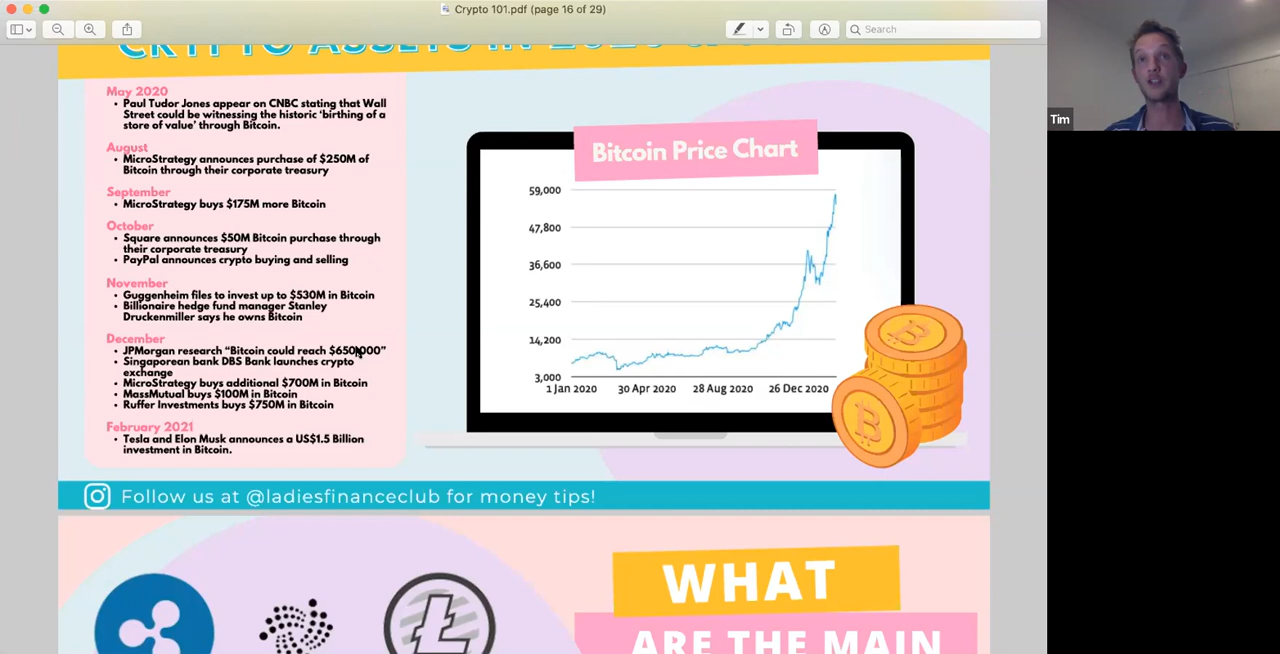 Crypto 101.pdf (page 16 of 29)
Search
CRYPTO ASSETS IN 2020
May 2020
• Paul Tudor Jones appear on CNBC stating that Wall
Street could be witnessing the historic ‘birthing of a
store of value’ through Bitcoin.
August
• MicroStrategy announces purchase of $250M of
Bitcoin through their corporate treasury
September
• MicroStrategy buys $175M more Bitcoin
October
• Square announces $50M Bitcoin purchase through
their corporate treasury
• PayPal announces crypto buying and selling
November
• Guggenheim files to invest up to $530M in Bitcoin
• Billionaire hedge fund manager Stanley
Druckenmiller says he owns Bitcoin
December
• JPMorgan research “Bitcoin could reach $650,000”
• Singaporean bank DBS Bank launches crypto
exchange
• MicroStrategy buys additional $700M in Bitcoin
• MassMutual buys $100M in Bitcoin
• Ruffer Investments buys $750M in Bitcoin
February 2021
• Tesla and Elon Musk announces a US$1.5 Billion
investment in Bitcoin.
Bitcoin Price Chart
59,000
47,800
36,600
25,400
14,200
3,000
1 Jan 2020 30 Apr 2020 28 Aug 2020 26 Dec 2020
Follow us at @ladiesfinanceclub for money tips!
WHAT
ARE THE MAIN
Tim